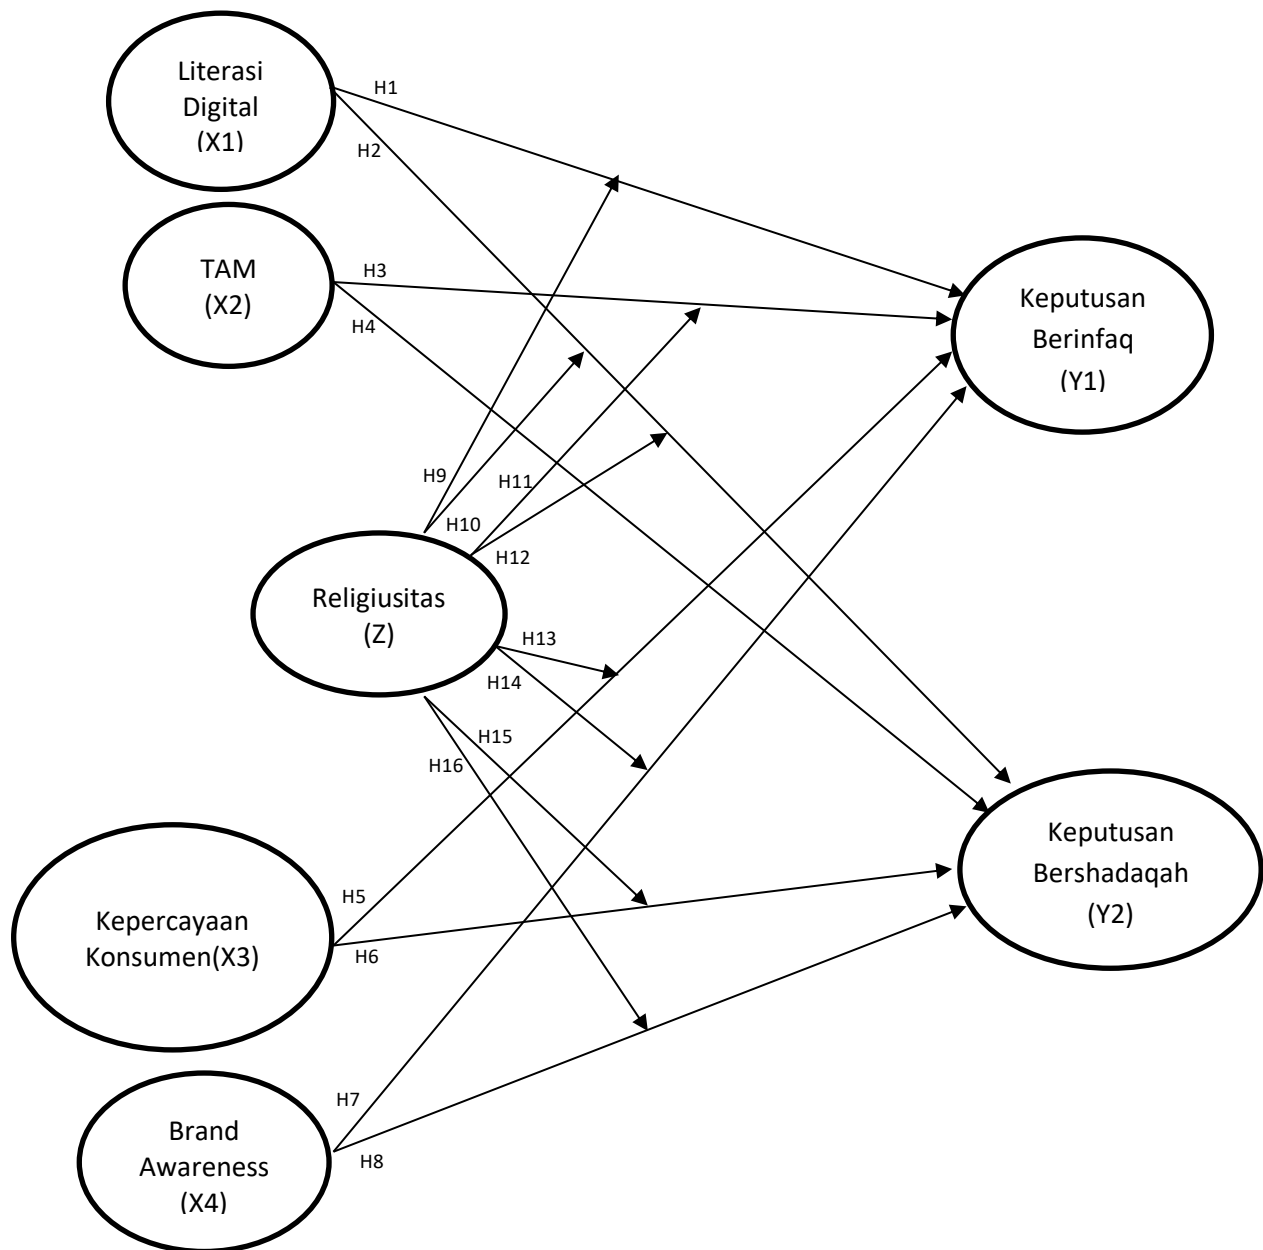 Literasi
Digital
(X1)
H1
H2
TAM
(X2)
H3
H4
Keputusan
Berinfaq
(Y1)
H9
H11
H10
H12
Religiusitas
(Z)
H13
H14
H15
H16
Keputusan
Bershadaqah
(Y2)
Kepercayaan
Konsumen(X3)
H5
H6
Brand
Awareness
(X4)
H7
H8